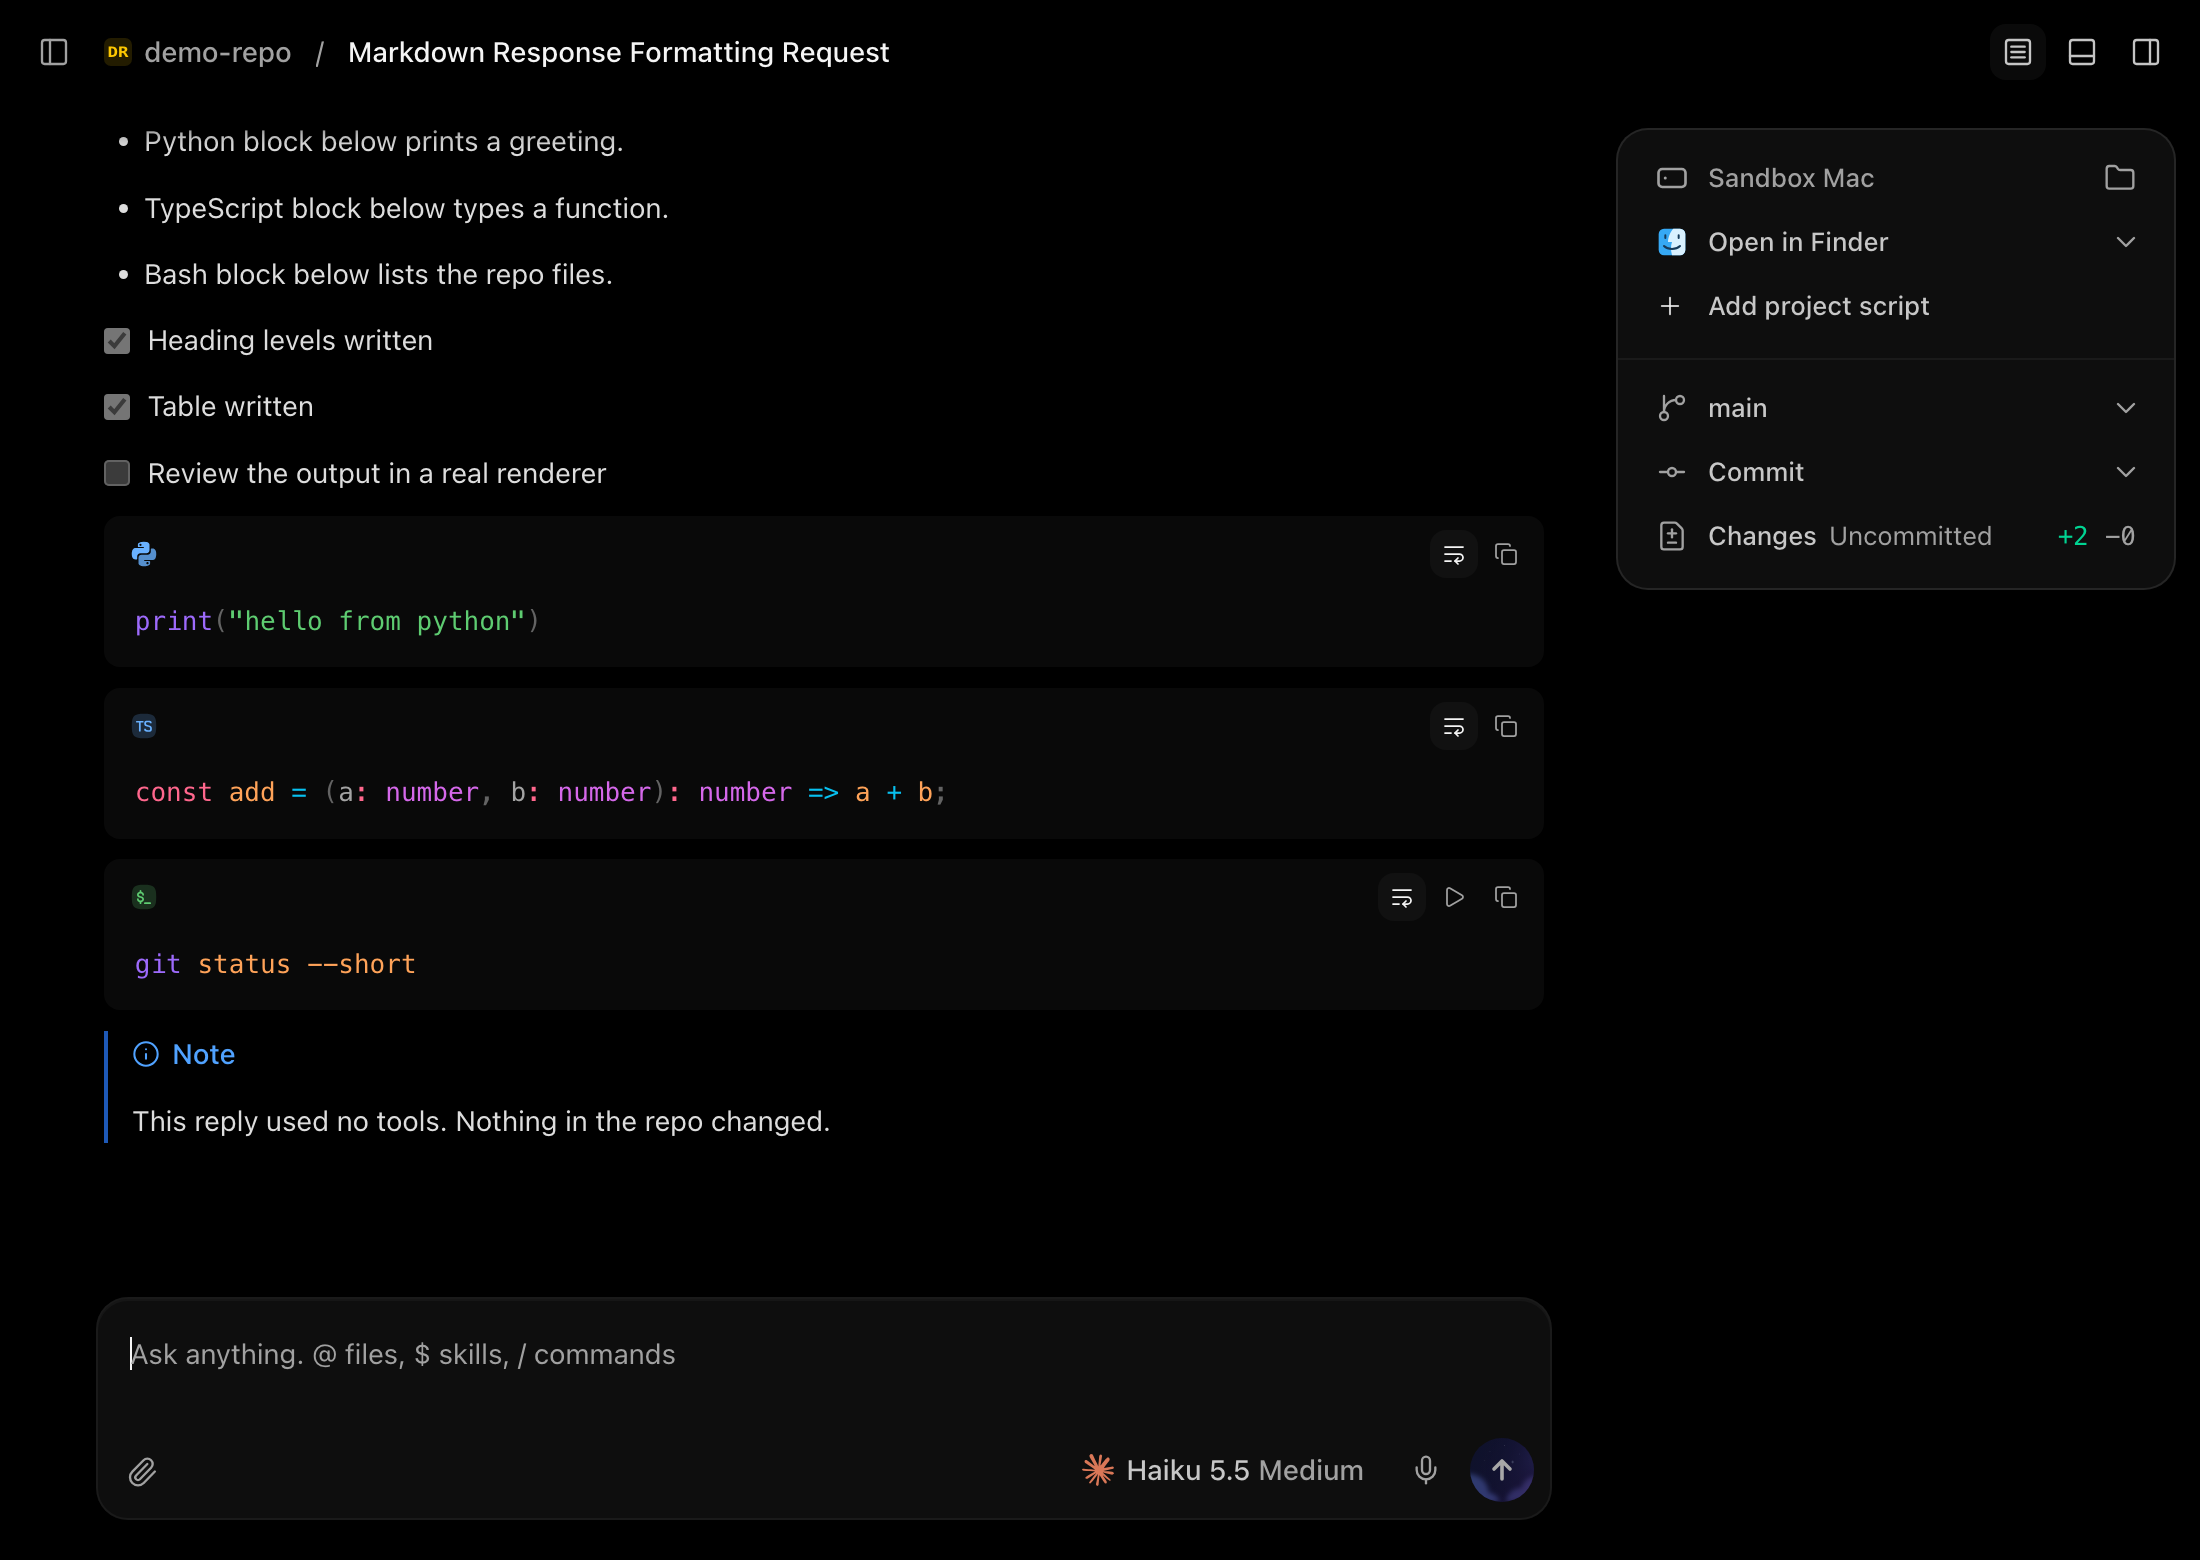 DR demo-repo / Markdown Response Formatting Request
• Python block below prints a greeting.
• TypeScript block below types a function.
• Bash block below lists the repo files.
Heading levels written
Table written
Review the output in a real renderer
print("hello from python")
TS
const add = (a: number, b: number): number => a + b;
$_
git status --short
Note
This reply used no tools. Nothing in the repo changed.
Ask anything. @ files, $ skills, / commands
Haiku 5.5 Medium
Sandbox Mac
Open in Finder
Add project script
main
Commit
Changes Uncommitted +2 −0